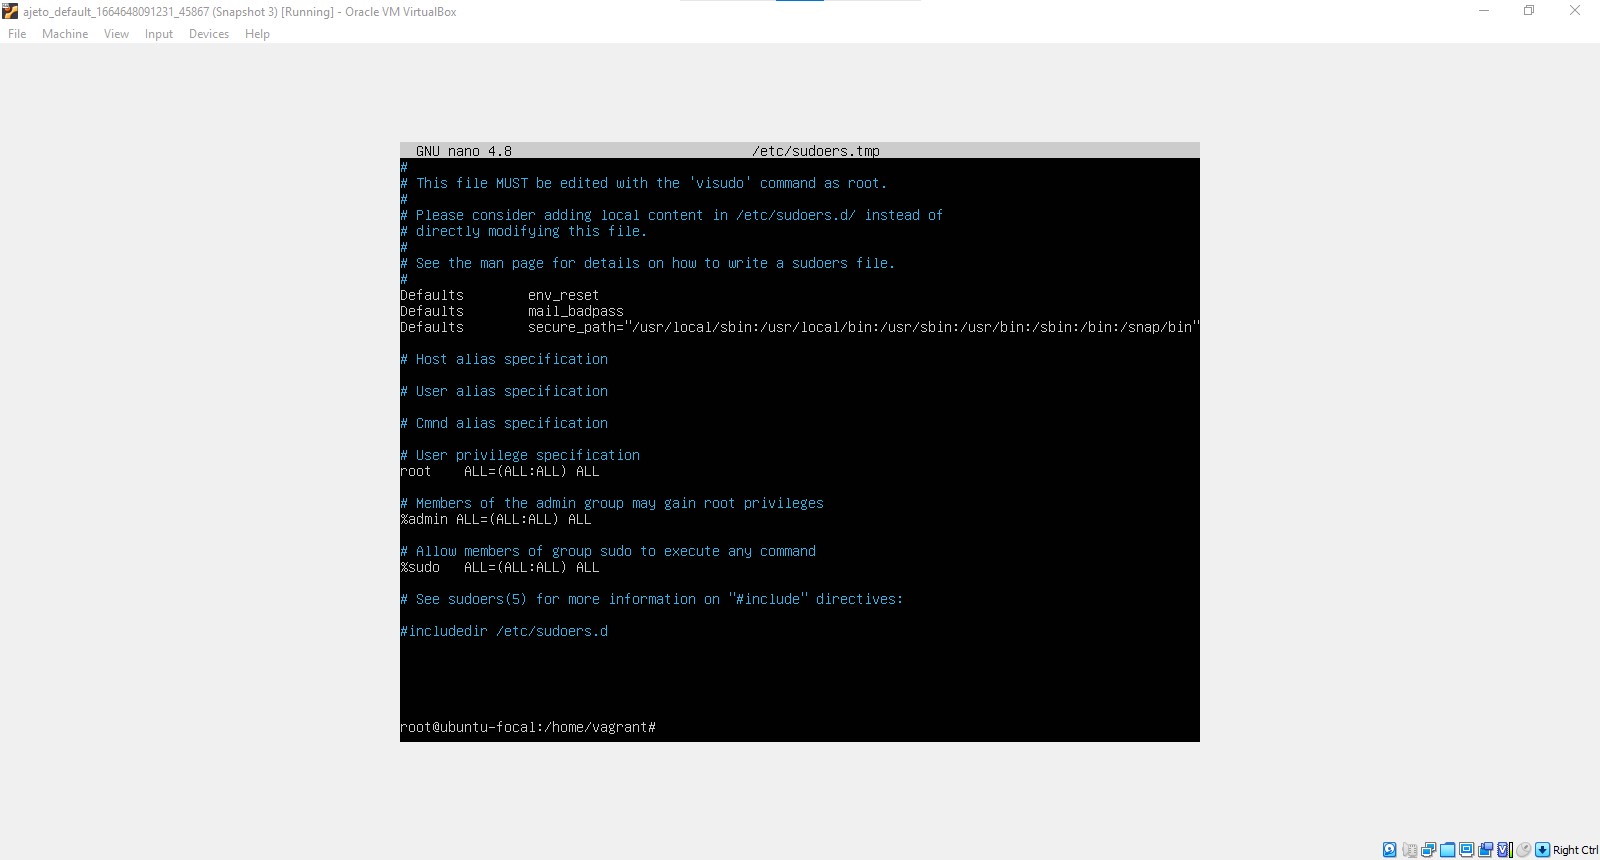 ajeto_default_1664648091231_45867 (Snapshot 3) [Running] - Oracle VM VirtualBox
File Machine View Input Devices Help
GNU nano 4.8 /etc/sudoers.tmp
#
# This file MUST be edited with the 'visudo' command as root.
#
# Please consider adding local content in /etc/sudoers.d/ instead of
# directly modifying this file.
#
# See the man page for details on how to write a sudoers file.
#
Defaults env_reset
Defaults mail_badpass
Defaults secure_path="/usr/local/sbin:/usr/local/bin:/usr/sbin:/usr/bin:/sbin:/bin:/snap/bin"
# Host alias specification
# User alias specification
# Cmnd alias specification
# User privilege specification
root ALL=(ALL:ALL) ALL
# Members of the admin group may gain root privileges
%admin ALL=(ALL:ALL) ALL
# Allow members of group sudo to execute any command
%sudo ALL=(ALL:ALL) ALL
# See sudoers(5) for more information on "#include" directives:
#includedir /etc/sudoers.d
root@ubuntu-focal:/home/vagrant#
Right Ctrl